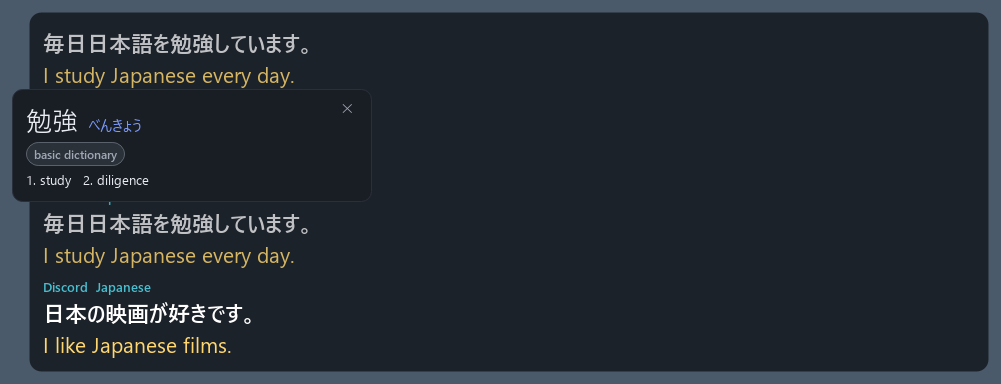 毎日日本語を勉強しています。
I study Japanese every day.
勉強 べんきょう
basic dictionary
1. study 2. diligence
毎日日本語を勉強しています。
I study Japanese every day.
Discord Japanese
日本の映画が好きです。
I like Japanese films.